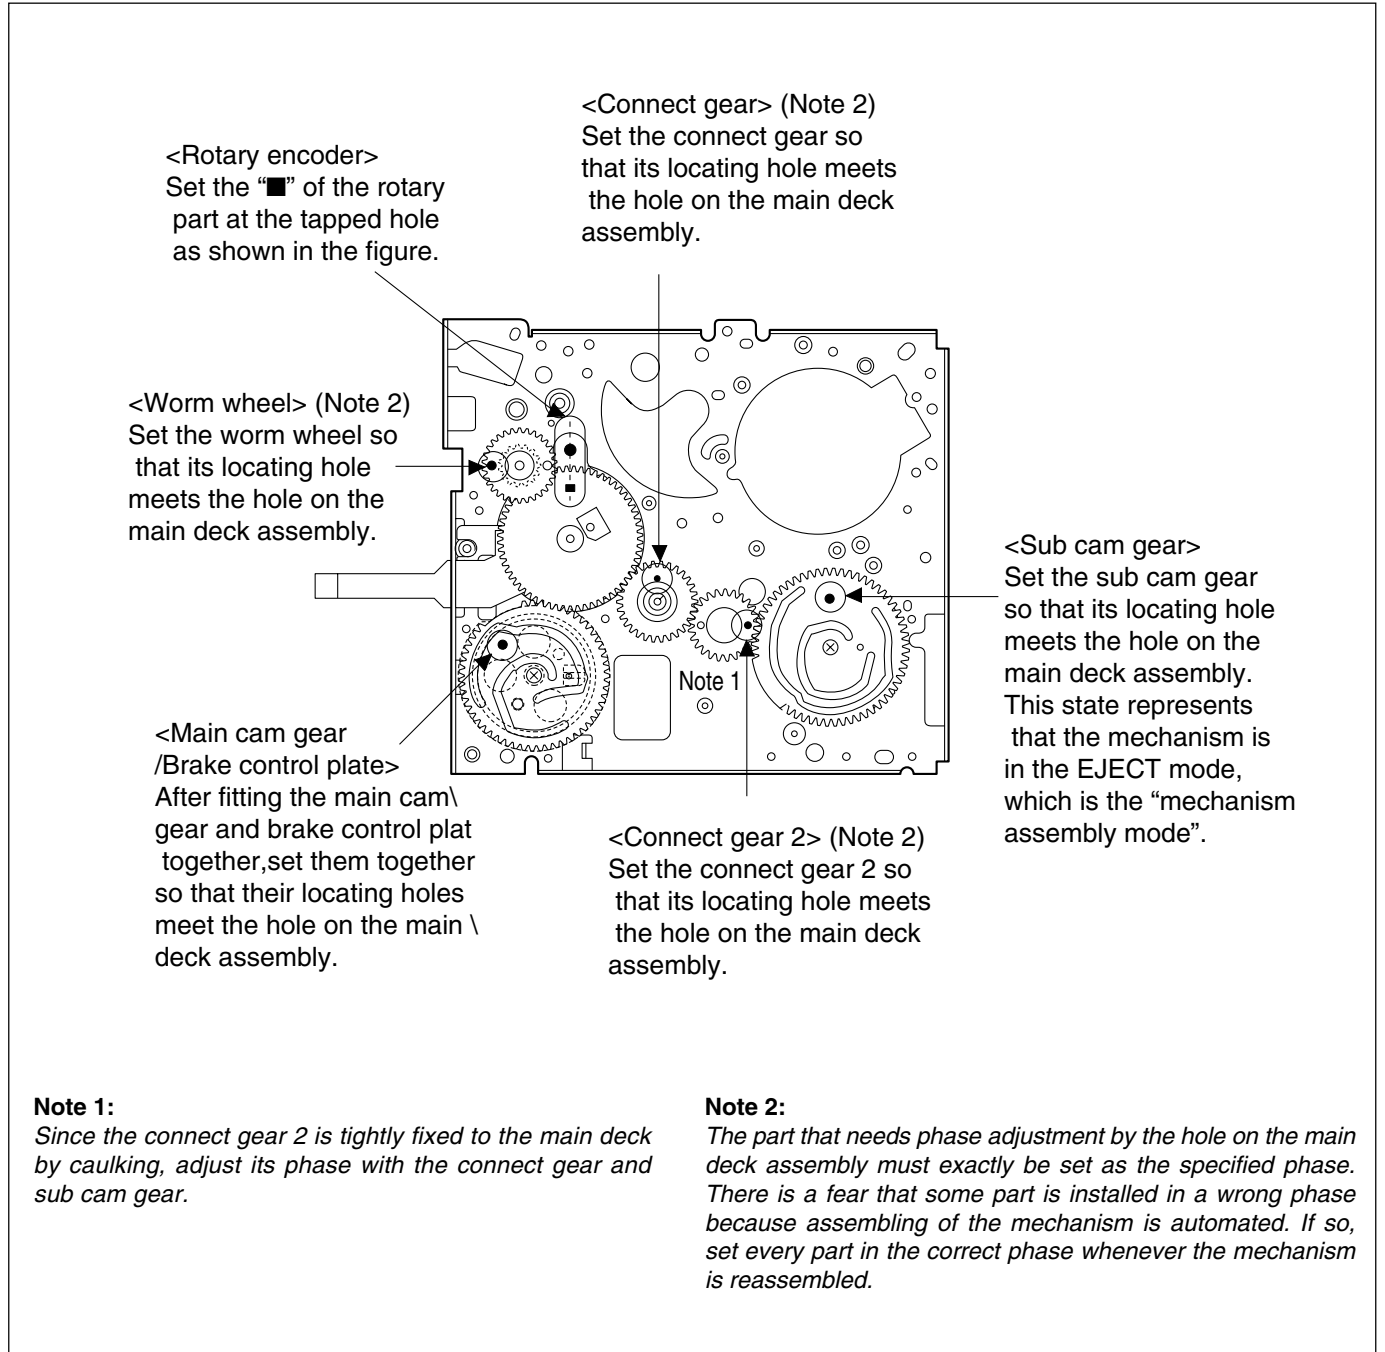 <Connect gear> (Note 2)
Set the connect gear so
that its locating hole meets
the hole on the main deck
assembly.
<Rotary encoder>
Set the “■” of the rotary
part at the tapped hole
as shown in the figure.
<Worm wheel> (Note 2)
Set the worm wheel so
that its locating hole
meets the hole on the
main deck assembly.
<Sub cam gear>
Set the sub cam gear
so that its locating hole
meets the hole on the
main deck assembly.
This state represents
that the mechanism is
in the EJECT mode,
which is the “mechanism
assembly mode”.
Note 1
<Main cam gear
/Brake control plate>
After fitting the main cam\
gear and brake control plat
together,set them together
so that their locating holes
meet the hole on the main \
deck assembly.
<Connect gear 2> (Note 2)
Set the connect gear 2 so
that its locating hole meets
the hole on the main deck
assembly.
Note 1:
Since the connect gear 2 is tightly fixed to the main deck
by caulking, adjust its phase with the connect gear and
sub cam gear.
Note 2:
The part that needs phase adjustment by the hole on the main
deck assembly must exactly be set as the specified phase.
There is a fear that some part is installed in a wrong phase
because assembling of the mechanism is automated. If so,
set every part in the correct phase whenever the mechanism
is reassembled.